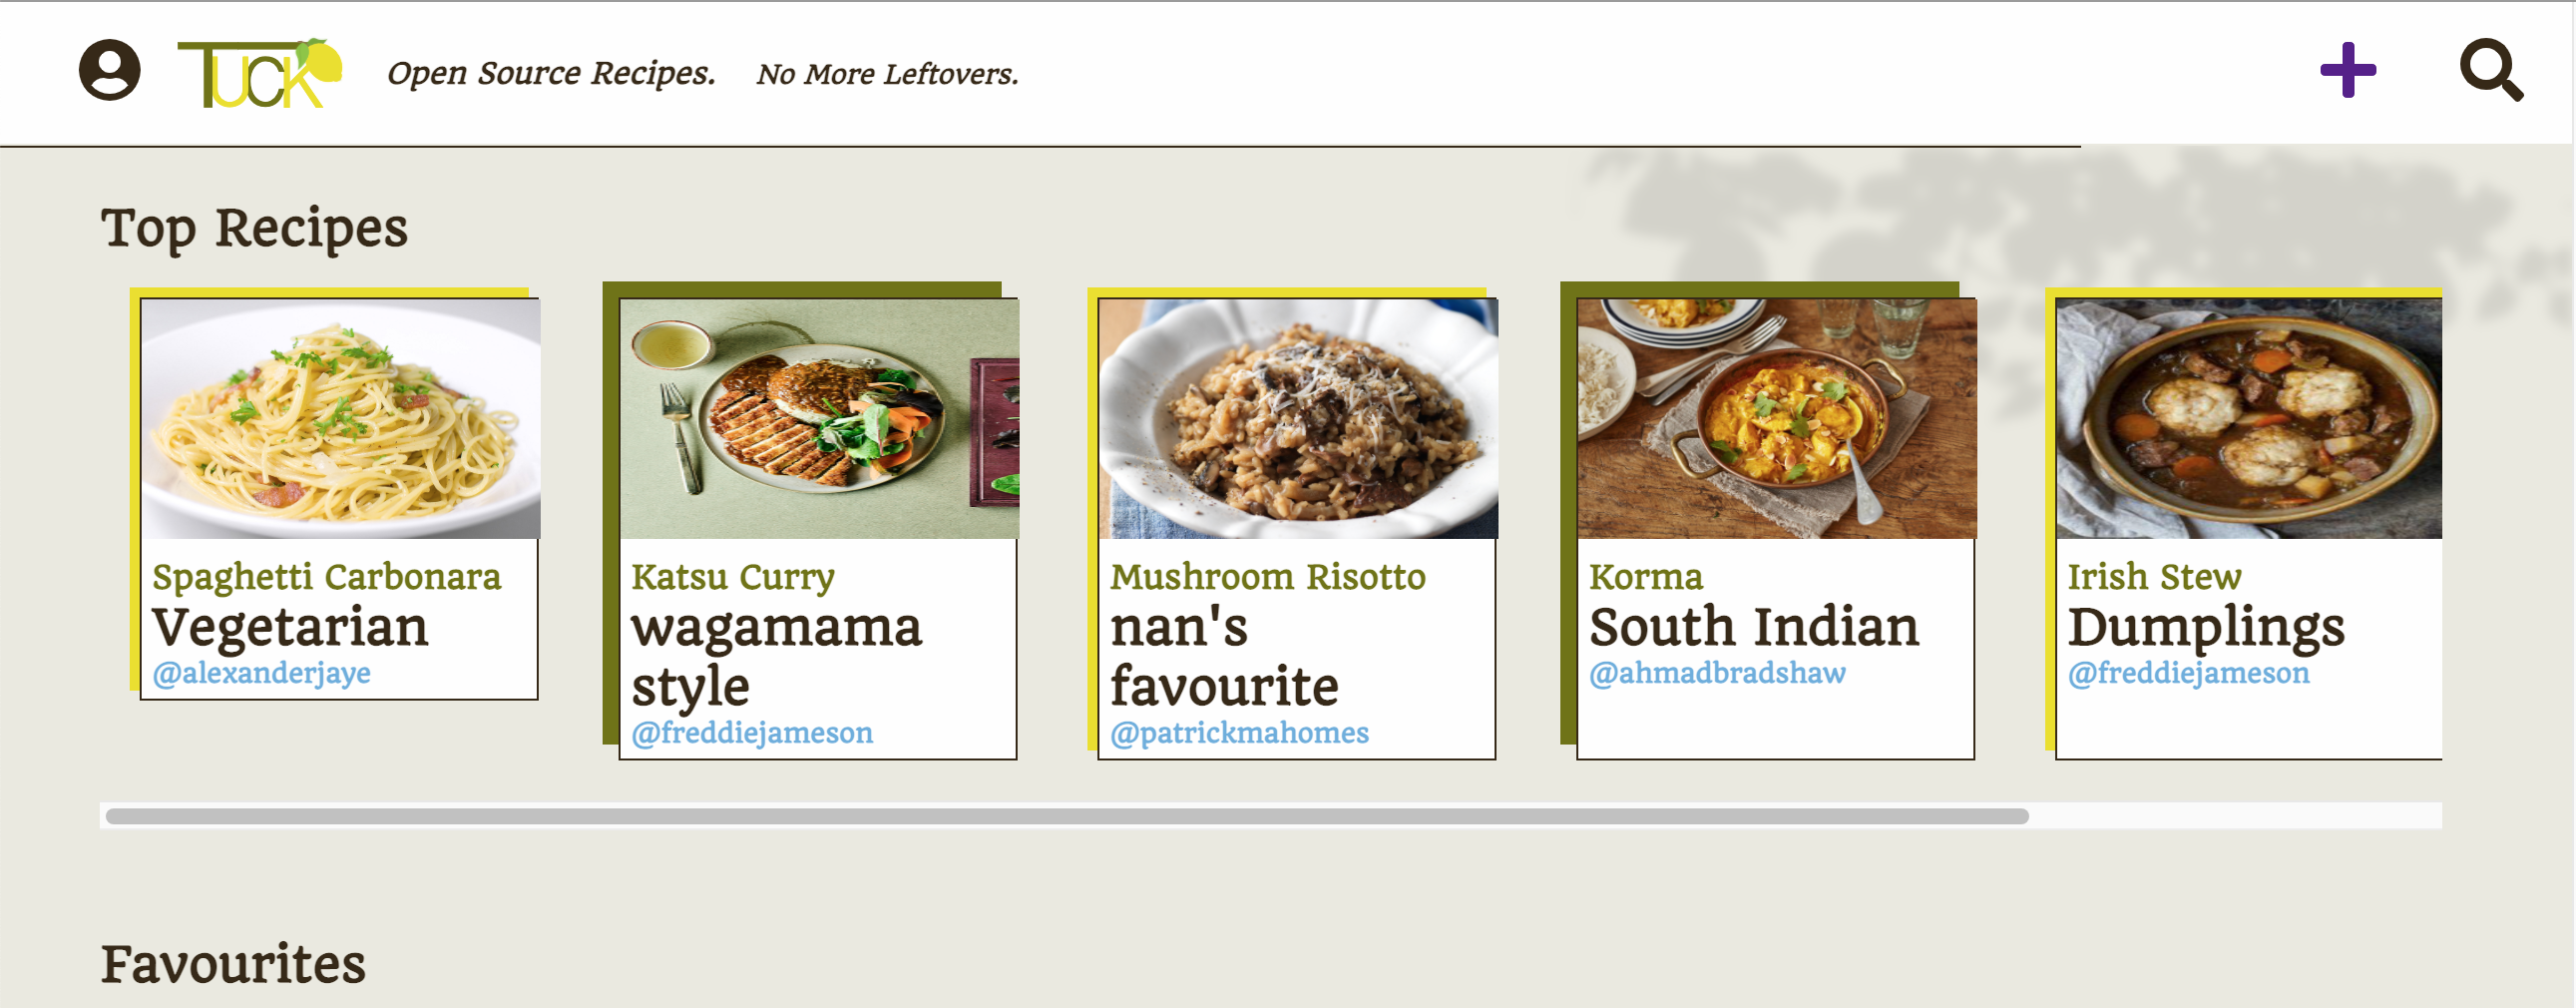 TUCK
Open Source Recipes. No More Leftovers.
Top Recipes
Spaghetti Carbonara
Vegetarian
@alexanderjaye
Katsu Curry
wagamama
style
@freddiejameson
Mushroom Risotto
nan's
favourite
@patrickmahomes
Korma
South Indian
@ahmadbradshaw
Irish Stew
Dumplings
@freddiejameson
Favourites